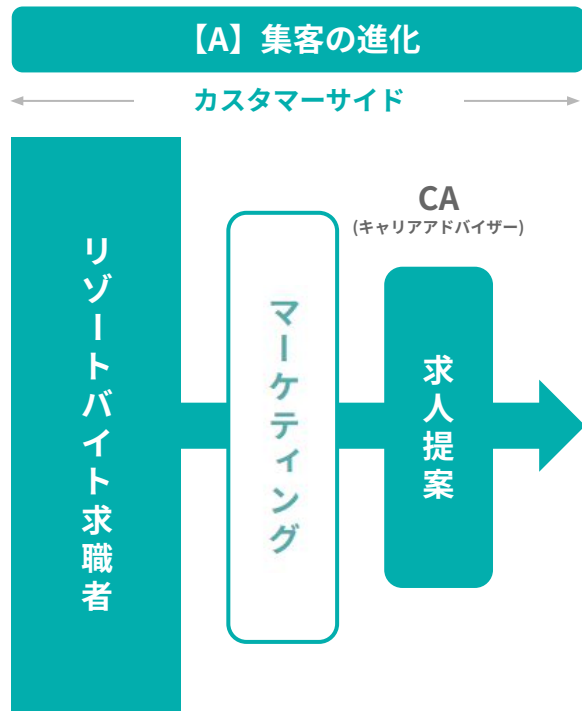 【A】集客の進化
カスタマーサイド
リゾートバイト求職者
マーケティング
CA
(キャリアアドバイザー)
求人提案